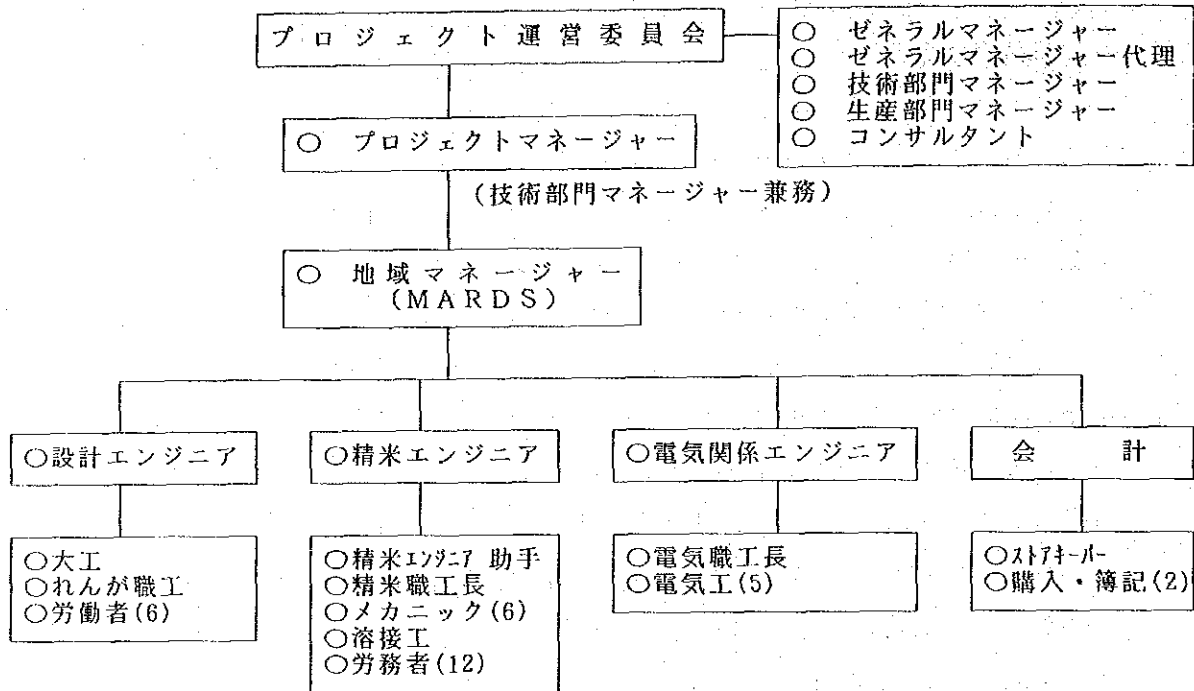 プロジェクト運営委員会
○ ゼネラルマネージャー
○ ゼネラルマネージャー代理
○ 技術部門マネージャー
○ 生産部門マネージャー
○ コンサルタント
○ プロジェクトマネージャー
(技術部門マネージャー兼務)
○ 地域マネージャー
(MARDS)
○設計エンジニア
○大工
○れんが職工
○労働者(6)
○精米エンジニア
○精米エンジニア 助手
○精米職工長
○メカニック(6)
○溶接工
○労務者(12)
○電気関係エンジニア
○電気職工長
○電気工(5)
会計
○ストアキーパー
○購入・簿記(2)